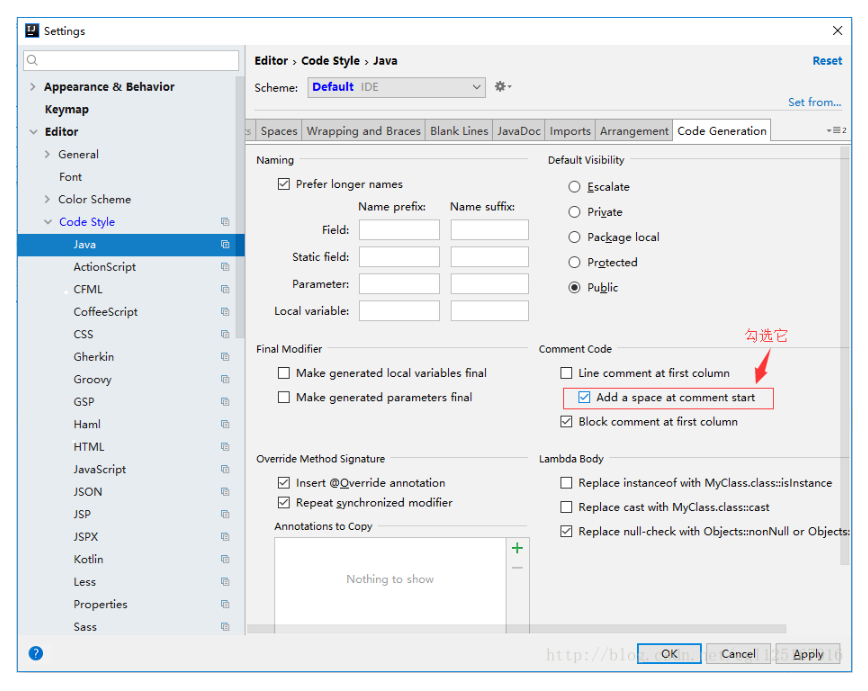 Settings
Appearance & Behavior
Keymap
Editor
General
Font
Color Scheme
Code Style
Java
ActionScript
CFML
CoffeeScript
CSS
Gherkin
Groovy
GSP
Haml
HTML
JavaScript
JSON
JSP
JSPX
Kotlin
Less
Properties
Sass
Editor › Code Style › Java
Reset
Scheme: Default IDE
Set from...
Spaces Wrapping and Braces Blank Lines JavaDoc Imports Arrangement Code Generation
2
Naming
Prefer longer names
Name prefix: Name suffix:
Field:
Static field:
Parameter:
Local variable:
Default Visibility
Escalate
Private
Package local
Protected
Public
Final Modifier
Make generated local variables final
Make generated parameters final
勾选它
Comment Code
Line comment at first column
Add a space at comment start
Block comment at first column
Override Method Signature
Insert @Override annotation
Repeat synchronized modifier
Annotations to Copy
Nothing to show
Lambda Body
Replace instanceof with MyClass.class::isInstance
Replace cast with MyClass.class::cast
Replace null-check with Objects::nonNull or Objects:
?
OK Cancel Apply